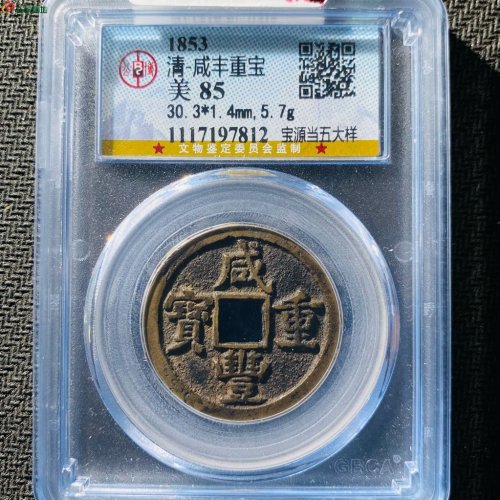 1853
清-咸丰重宝
美 85
30.3*1.4mm,5.7g
1117197812 宝源当五大样
★ 文物鉴定委员会监制 ★
咸
寶 重
豐
GBCA